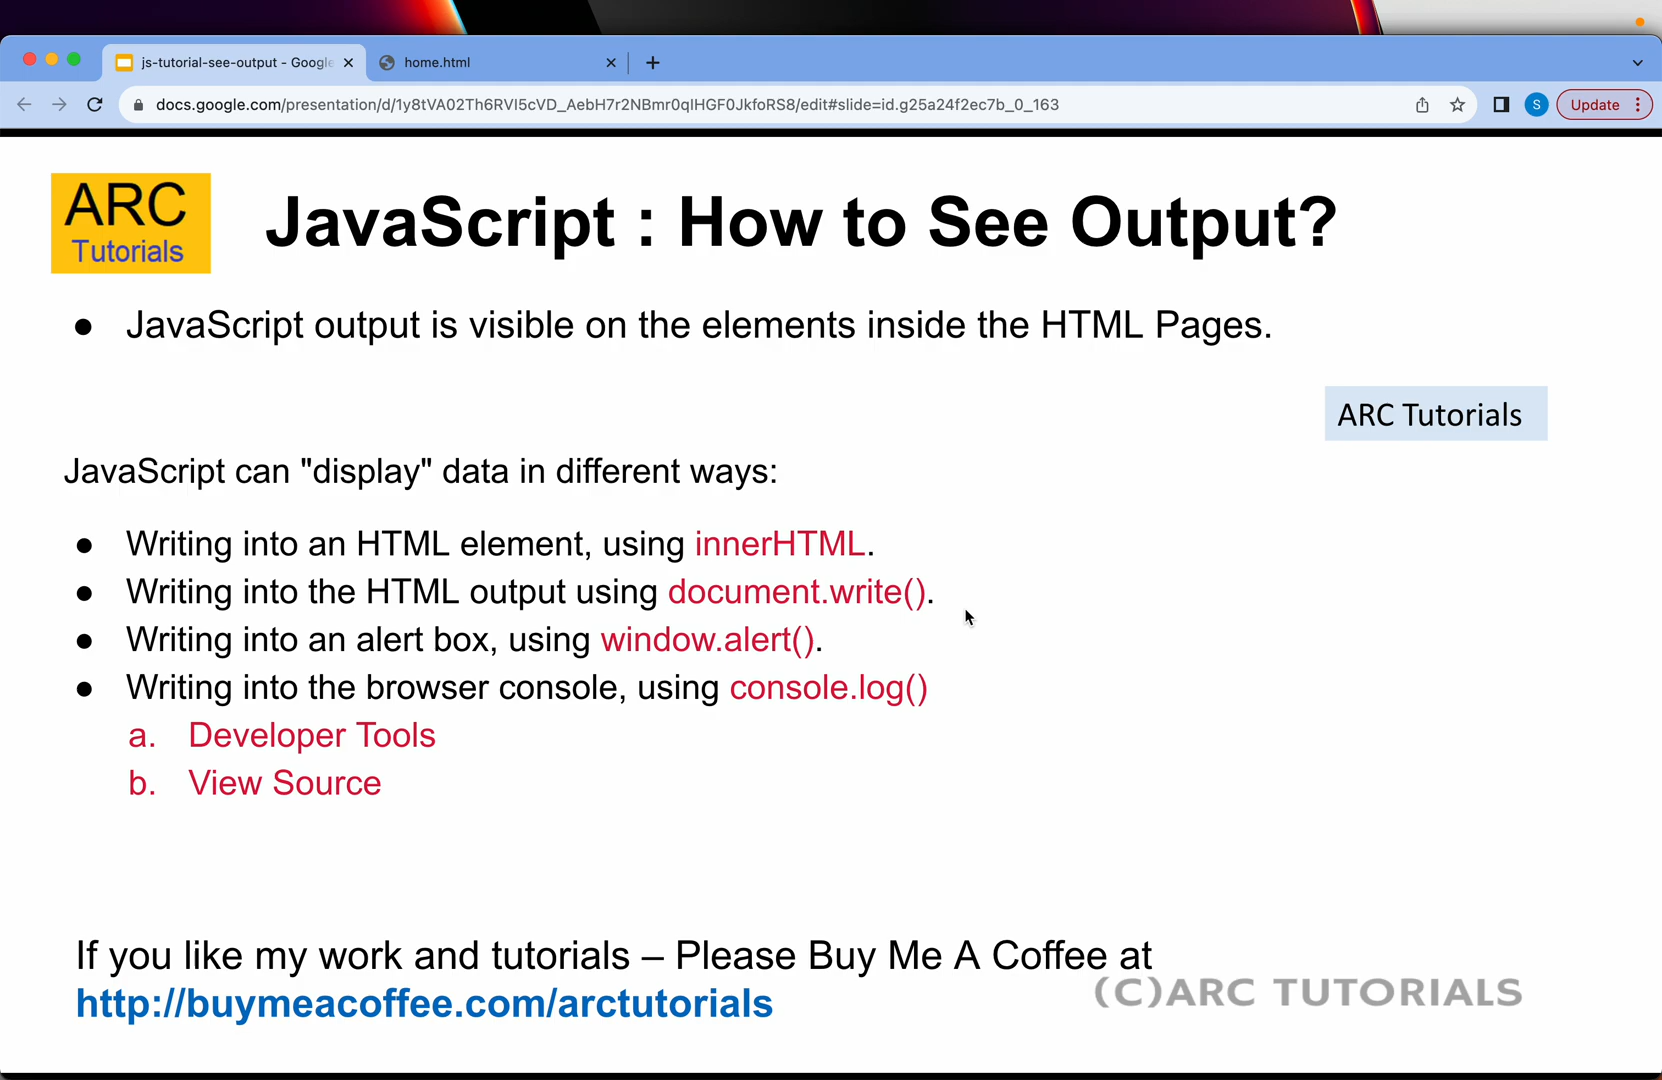 js-tutorial-see-output - Google
home.html
docs.google.com/presentation/d/1y8tVA02Th6RVI5cVD_AebH7r2NBmr0qIHGF0JkfoRS8/edit#slide=id.g25a24f2ec7b_0_163
S
Update
ARC
Tutorials
JavaScript : How to See Output?
● JavaScript output is visible on the elements inside the HTML Pages.
ARC Tutorials
JavaScript can "display" data in different ways:
● Writing into an HTML element, using innerHTML.
● Writing into the HTML output using document.write().
● Writing into an alert box, using window.alert().
● Writing into the browser console, using console.log()
a. Developer Tools
b. View Source
If you like my work and tutorials – Please Buy Me A Coffee at
http://buymeacoffee.com/arctutorials
(C)ARC TUTORIALS